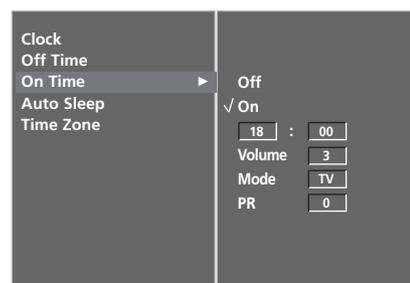 Clock
Off Time
On Time ►
Auto Sleep
Time Zone
Off
√ On
18 : 00
Volume 3
Mode TV
PR 0